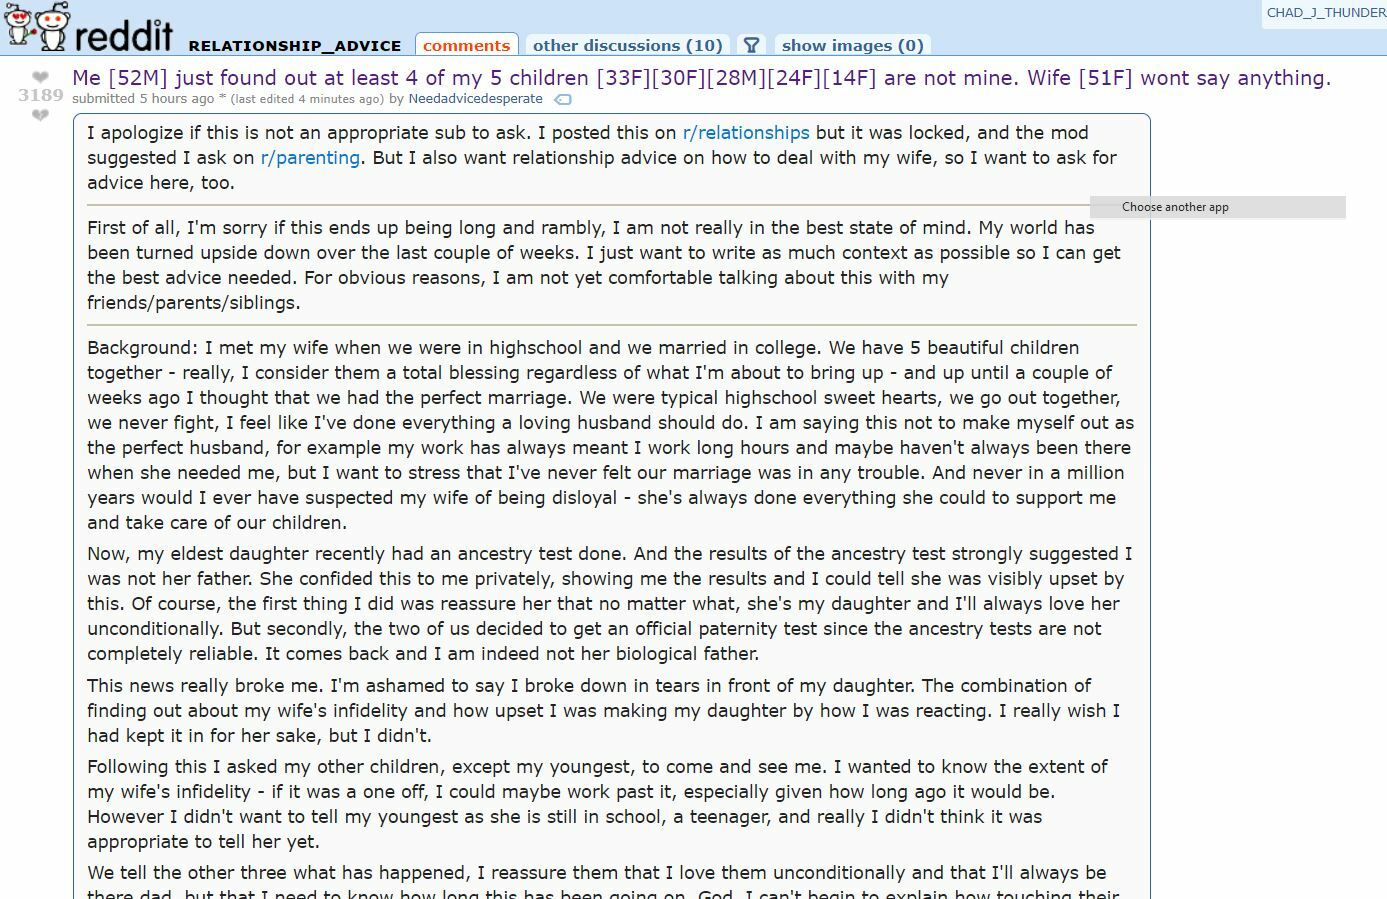 CHAD_J_THUNDER
reddit RELATIONSHIP_ADVICE comments other discussions (10) show images (0)
Me [52M] just found out at least 4 of my 5 children [33F][30F][28M][24F][14F] are not mine. Wife [51F] wont say anything.
3189 submitted 5 hours ago * (last edited 4 minutes ago) by Needadvicedesperate
I apologize if this is not an appropriate sub to ask. I posted this on r/relationships but it was locked, and the mod
suggested I ask on r/parenting. But I also want relationship advice on how to deal with my wife, so I want to ask for
advice here, too.
Choose another app
First of all, I'm sorry if this ends up being long and rambly, I am not really in the best state of mind. My world has
been turned upside down over the last couple of weeks. I just want to write as much context as possible so I can get
the best advice needed. For obvious reasons, I am not yet comfortable talking about this with my
friends/parents/siblings.
Background: I met my wife when we were in highschool and we married in college. We have 5 beautiful children
together - really, I consider them a total blessing regardless of what I'm about to bring up - and up until a couple of
weeks ago I thought that we had the perfect marriage. We were typical highschool sweet hearts, we go out together,
we never fight, I feel like I've done everything a loving husband should do. I am saying this not to make myself out as
the perfect husband, for example my work has always meant I work long hours and maybe haven't always been there
when she needed me, but I want to stress that I've never felt our marriage was in any trouble. And never in a million
years would I ever have suspected my wife of being disloyal - she's always done everything she could to support me
and take care of our children.
Now, my eldest daughter recently had an ancestry test done. And the results of the ancestry test strongly suggested I
was not her father. She confided this to me privately, showing me the results and I could tell she was visibly upset by
this. Of course, the first thing I did was reassure her that no matter what, she's my daughter and I'll always love her
unconditionally. But secondly, the two of us decided to get an official paternity test since the ancestry tests are not
completely reliable. It comes back and I am indeed not her biological father.
This news really broke me. I'm ashamed to say I broke down in tears in front of my daughter. The combination of
finding out about my wife's infidelity and how upset I was making my daughter by how I was reacting. I really wish I
had kept it in for her sake, but I didn't.
Following this I asked my other children, except my youngest, to come and see me. I wanted to know the extent of
my wife's infidelity - if it was a one off, I could maybe work past it, especially given how long ago it would be.
However I didn't want to tell my youngest as she is still in school, a teenager, and really I didn't think it was
appropriate to tell her yet.
We tell the other three what has happened, I reassure them that I love them unconditionally and that I'll always be
there dad, but that I need to know how long this has been going on. God, I can't begin to explain how touching their